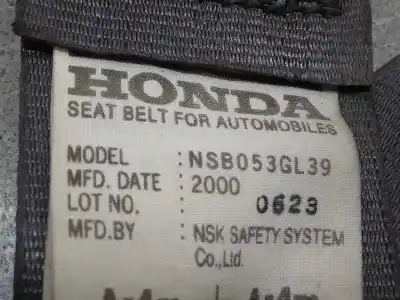 HONDA
SEAT BELT FOR AUTOMOBILES
MODEL : NSB053GL39
MFD. DATE : 2000
LOT NO. : 0623
MFD.BY : NSK SAFETY SYSTEM
Co.,Ltd.